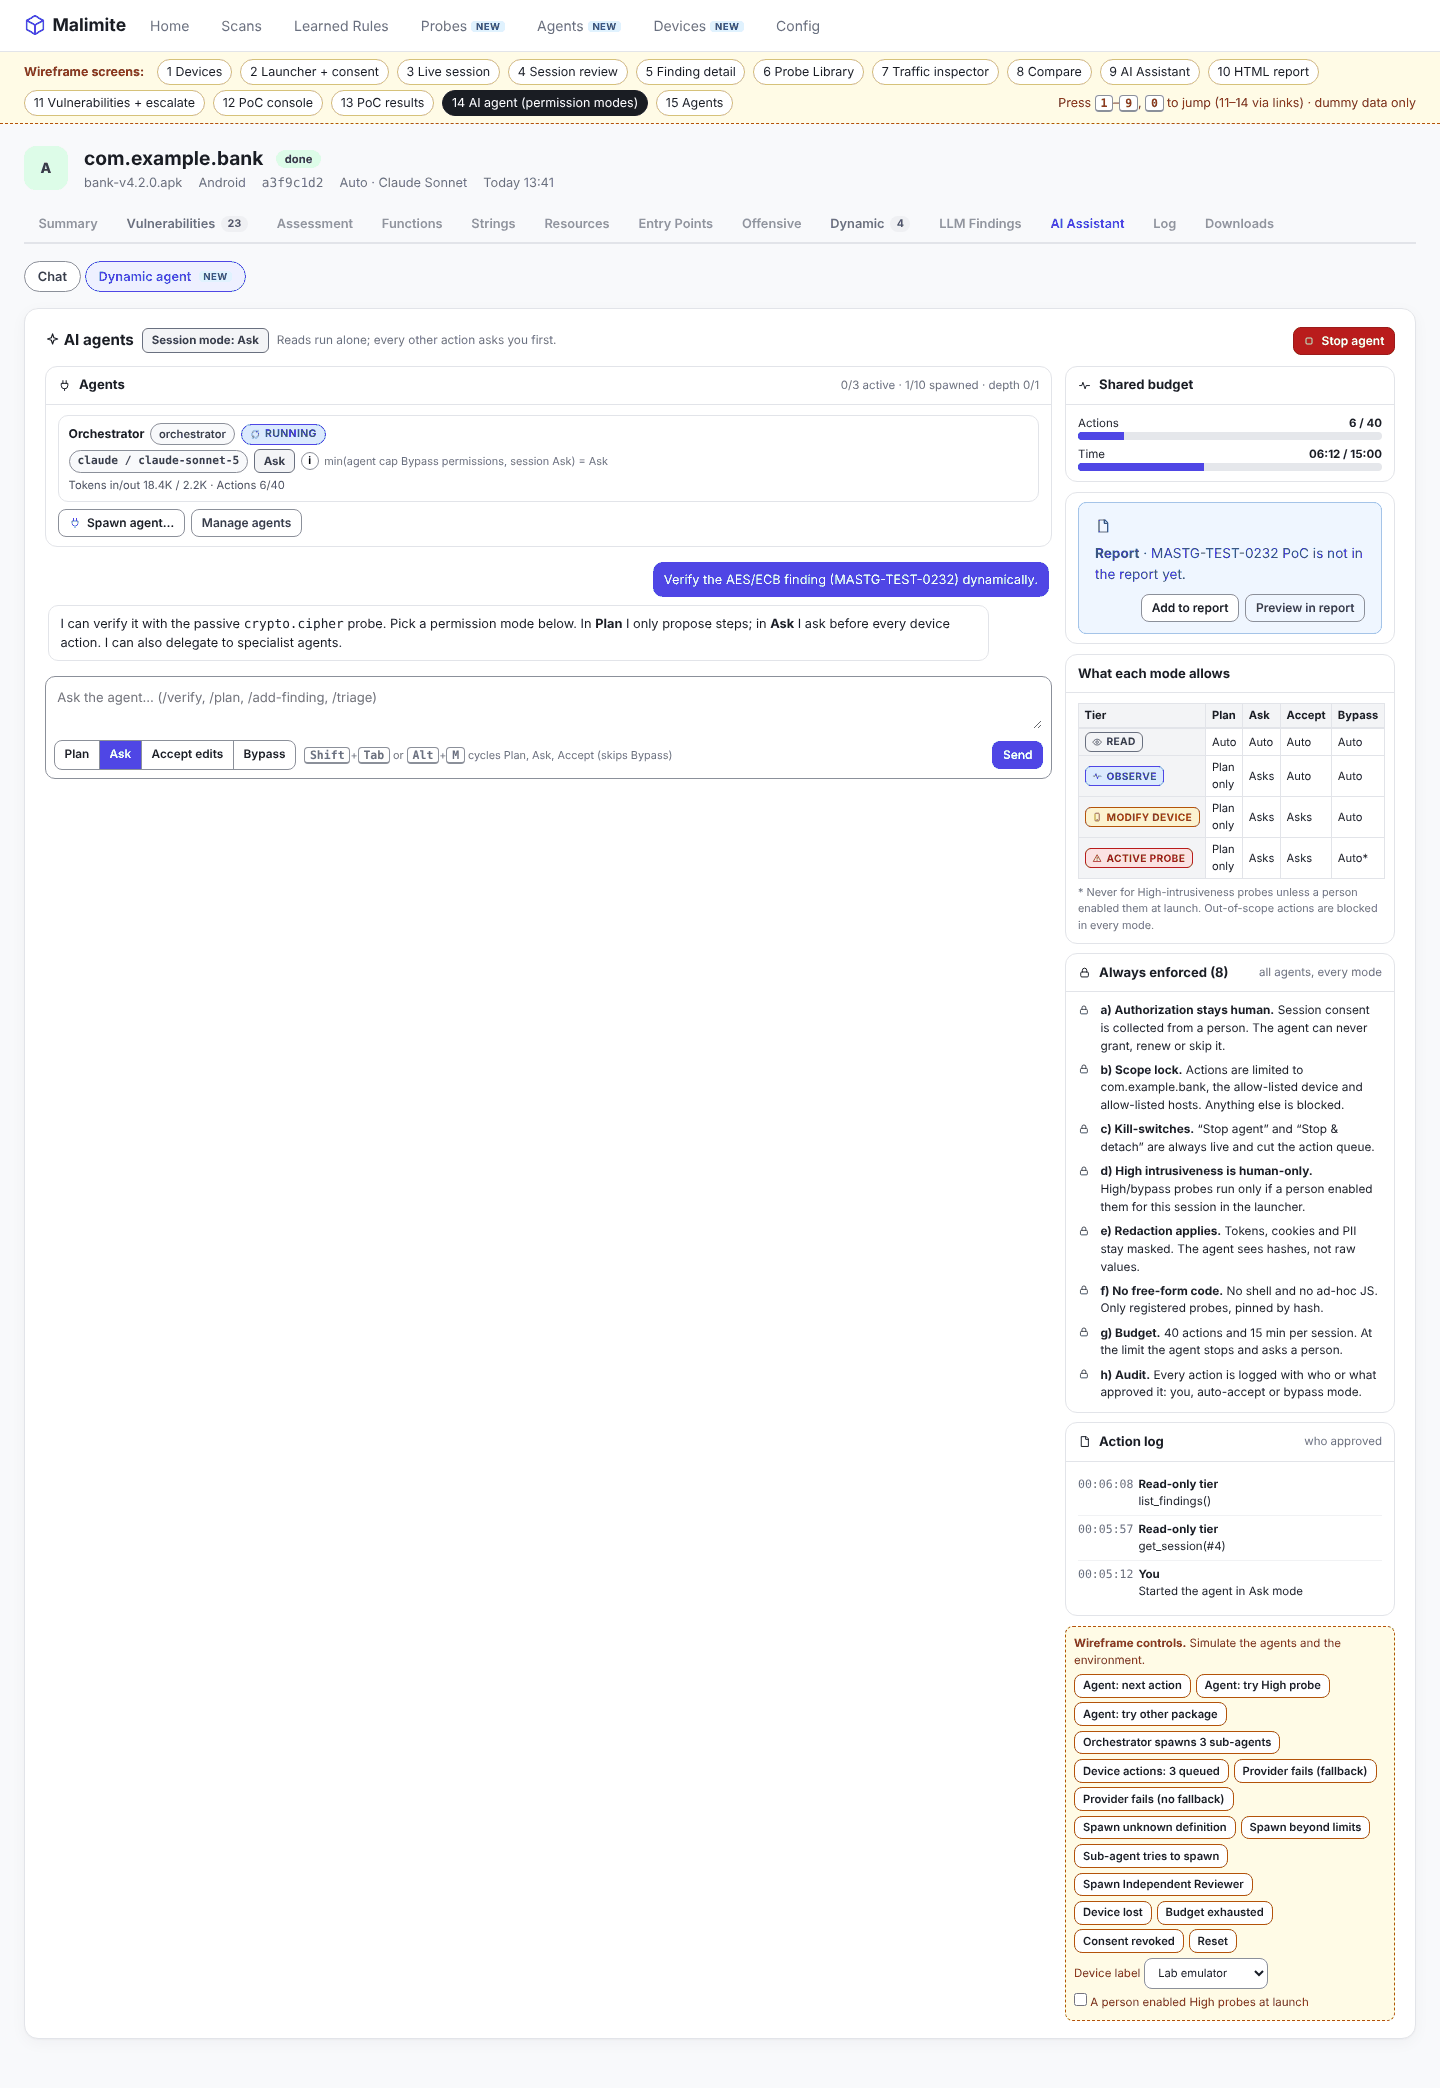 Malimite Home Scans Learned Rules Probes NEW Agents NEW Devices NEW Config
Wireframe screens: 1 Devices 2 Launcher + consent 3 Live session 4 Session review 5 Finding detail 6 Probe Library 7 Traffic inspector 8 Compare 9 AI Assistant 10 HTML report
11 Vulnerabilities + escalate 12 PoC console 13 PoC results 14 AI agent (permission modes) 15 Agents Press 1–9, 0 to jump (11–14 via links) · dummy data only
A
com.example.bank done
bank-v4.2.0.apk Android a3f9c1d2 Auto · Claude Sonnet Today 13:41
Summary Vulnerabilities 23 Assessment Functions Strings Resources Entry Points Offensive Dynamic 4 LLM Findings AI Assistant Log Downloads
Chat Dynamic agent NEW
AI agents Session mode: Ask Reads run alone; every other action asks you first. Stop agent
Agents 0/3 active · 1/10 spawned · depth 0/1
Orchestrator orchestrator RUNNING
claude / claude-sonnet-5 Ask i min(agent cap Bypass permissions, session Ask) = Ask
Tokens in/out 18.4K / 2.2K · Actions 6/40
Spawn agent... Manage agents
Verify the AES/ECB finding (MASTG-TEST-0232) dynamically.
I can verify it with the passive crypto.cipher probe. Pick a permission mode below. In Plan I only propose steps; in Ask I ask before every device
action. I can also delegate to specialist agents.
Ask the agent... (/verify, /plan, /add-finding, /triage)
Plan Ask Accept edits Bypass Shift+Tab or Alt+M cycles Plan, Ask, Accept (skips Bypass) Send
Shared budget
Actions 6 / 40
Time 06:12 / 15:00
Report · MASTG-TEST-0232 PoC is not in
the report yet.
Add to report Preview in report
What each mode allows
Tier Plan Ask Accept Bypass
READ Auto Auto Auto Auto
OBSERVE Plan only Asks Auto Auto
MODIFY DEVICE Plan only Asks Asks Auto
ACTIVE PROBE Plan only Asks Asks Auto*
* Never for High-intrusiveness probes unless a person
enabled them at launch. Out-of-scope actions are blocked
in every mode.
Always enforced (8) all agents, every mode
a) Authorization stays human. Session consent
is collected from a person. The agent can never
grant, renew or skip it.
b) Scope lock. Actions are limited to
com.example.bank, the allow-listed device and
allow-listed hosts. Anything else is blocked.
c) Kill-switches. “Stop agent” and “Stop &
detach” are always live and cut the action queue.
d) High intrusiveness is human-only.
High/bypass probes run only if a person enabled
them for this session in the launcher.
e) Redaction applies. Tokens, cookies and PII
stay masked. The agent sees hashes, not raw
values.
f) No free-form code. No shell and no ad-hoc JS.
Only registered probes, pinned by hash.
g) Budget. 40 actions and 15 min per session. At
the limit the agent stops and asks a person.
h) Audit. Every action is logged with who or what
approved it: you, auto-accept or bypass mode.
Action log who approved
00:06:08 Read-only tier
list_findings()
00:05:57 Read-only tier
get_session(#4)
00:05:12 You
Started the agent in Ask mode
Wireframe controls. Simulate the agents and the
environment.
Agent: next action Agent: try High probe
Agent: try other package
Orchestrator spawns 3 sub-agents
Device actions: 3 queued Provider fails (fallback)
Provider fails (no fallback)
Spawn unknown definition Spawn beyond limits
Sub-agent tries to spawn
Spawn Independent Reviewer
Device lost Budget exhausted
Consent revoked Reset
Device label Lab emulator
A person enabled High probes at launch